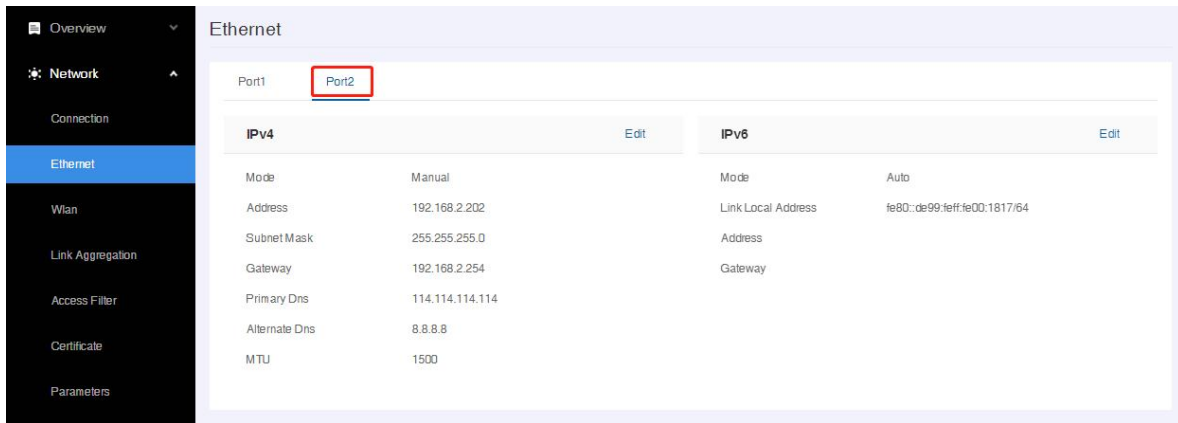 Overview
Network
Connection
Ethernet
Wlan
Link Aggregation
Access Filter
Certificate
Parameters
Ethernet
Port1 Port2
IPv4 Edit
Mode Manual
Address 192.168.2.202
Subnet Mask 255.255.255.0
Gateway 192.168.2.254
Primary Dns 114.114.114.114
Alternate Dns 8.8.8.8
MTU 1500
IPv6 Edit
Mode Auto
Link Local Address fe80::de99:feff:fe00:1817/64
Address
Gateway